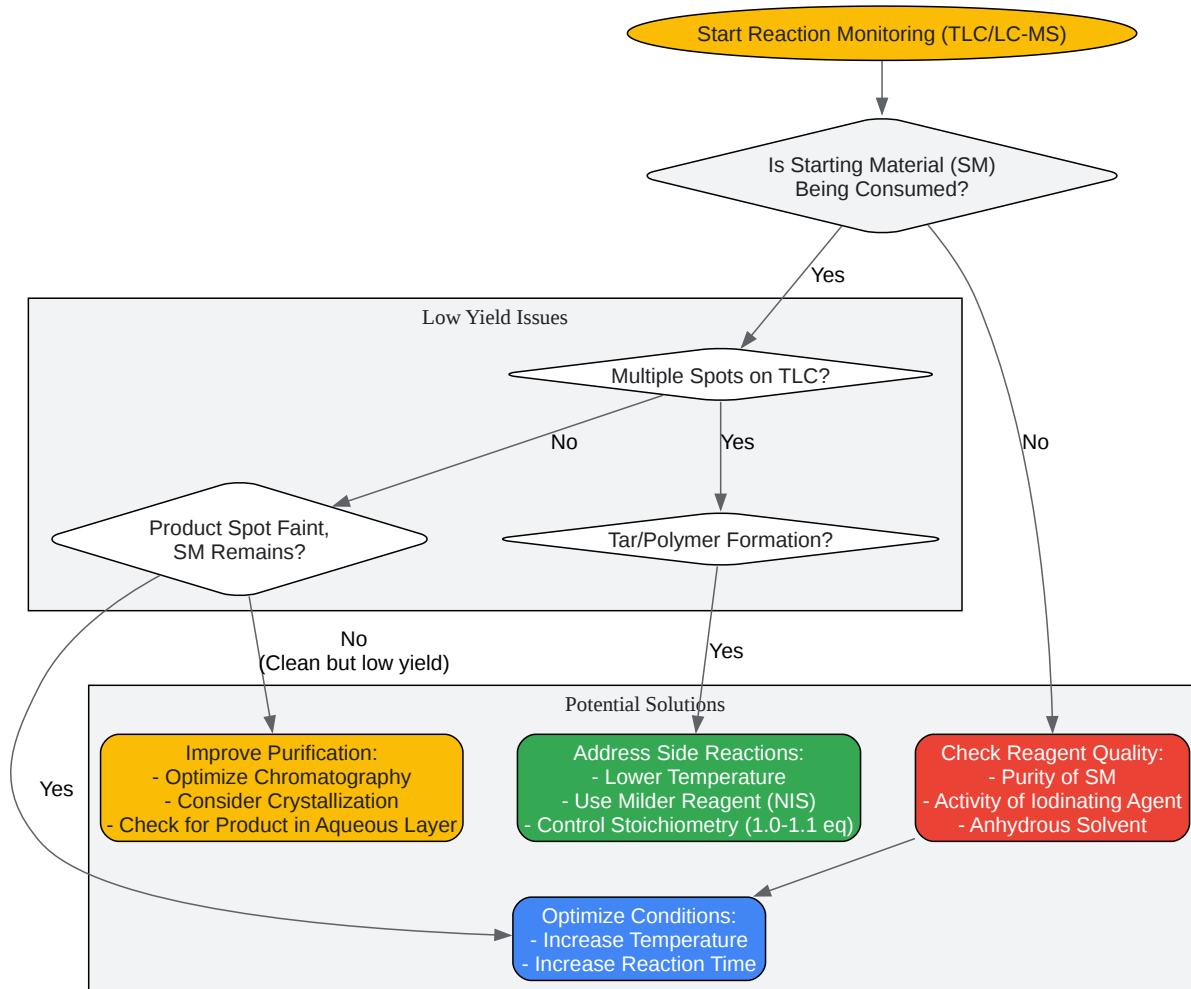 Start Reaction Monitoring (TLC/LC-MS)
Is Starting Material (SM)
Being Consumed?
Yes
Low Yield Issues
Multiple Spots on TLC?
No
Yes
No
Product Spot Faint,
SM Remains?
Tar/Polymer Formation?
No
(Clean but low yield)
Yes
Potential Solutions
Improve Purification:
- Optimize Chromatography
- Consider Crystallization
- Check for Product in Aqueous Layer
Address Side Reactions:
- Lower Temperature
- Use Milder Reagent (NIS)
- Control Stoichiometry (1.0-1.1 eq)
Check Reagent Quality:
- Purity of SM
- Activity of Iodinating Agent
- Anhydrous Solvent
Yes
Optimize Conditions:
- Increase Temperature
- Increase Reaction Time